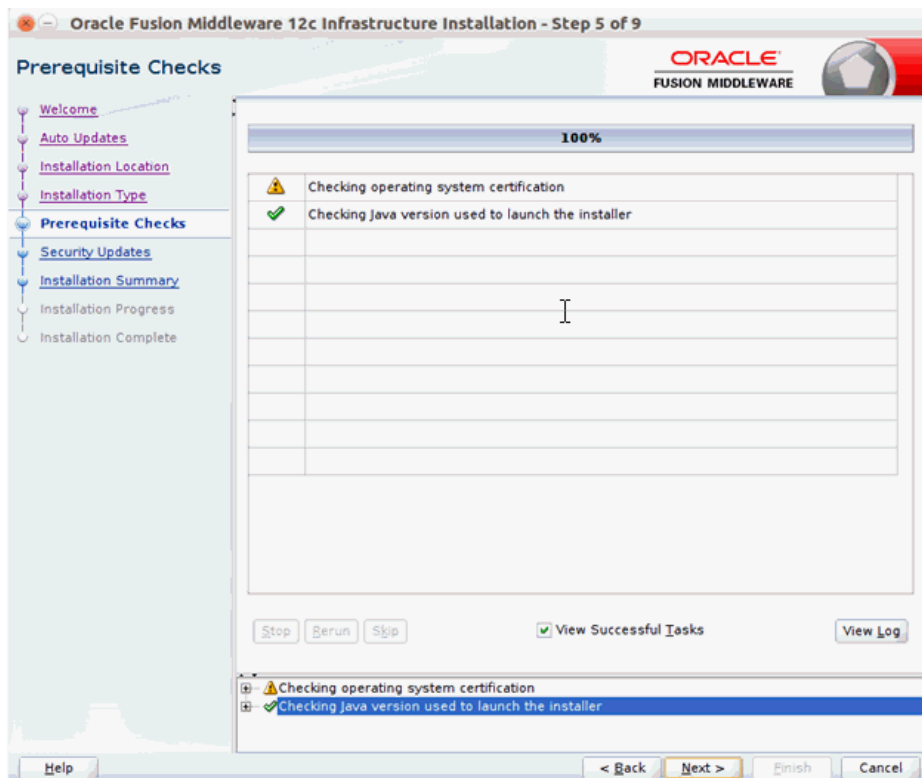 Oracle Fusion Middleware 12c Infrastructure Installation - Step 5 of 9
Prerequisite Checks
ORACLE
FUSION MIDDLEWARE
Welcome
Auto Updates
Installation Location
Installation Type
Prerequisite Checks
Security Updates
Installation Summary
Installation Progress
Installation Complete
100%
Checking operating system certification
Checking Java version used to launch the installer
Stop
Rerun
Skip
View Successful Tasks
View Log
Checking operating system certification
Checking Java version used to launch the installer
Help
< Back
Next >
Finish
Cancel